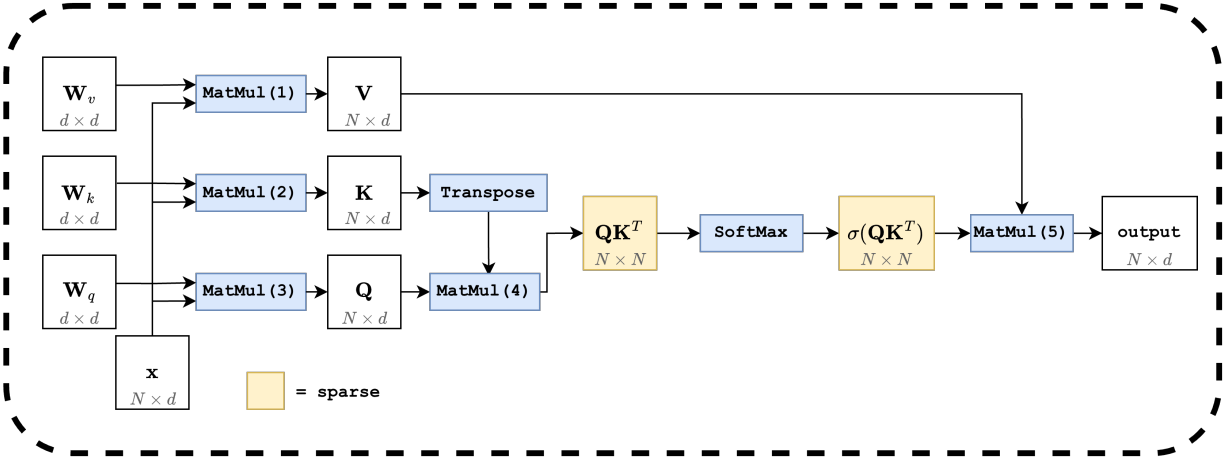 W_v
d × d
MatMul(1)
V
N × d
W_k
d × d
MatMul(2)
K
N × d
Transpose
QK^T
N × N
SoftMax
σ(QK^T)
N × N
MatMul(5)
output
N × d
W_q
d × d
MatMul(3)
Q
N × d
MatMul(4)
x
N × d
= sparse